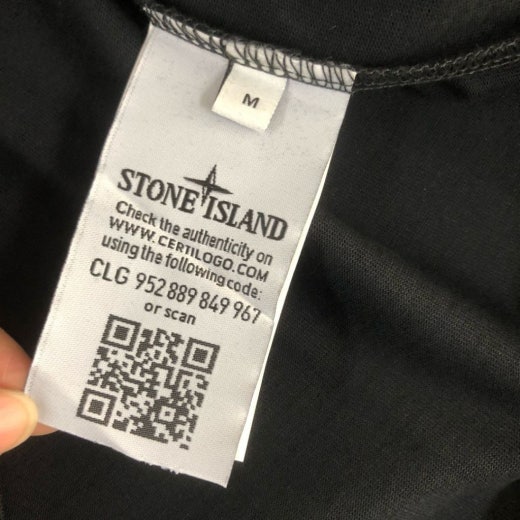 M
STONE ISLAND
Check the authenticity on
WWW.CERTILOGO.COM
using the following code:
CLG 952 889 849 967
or scan